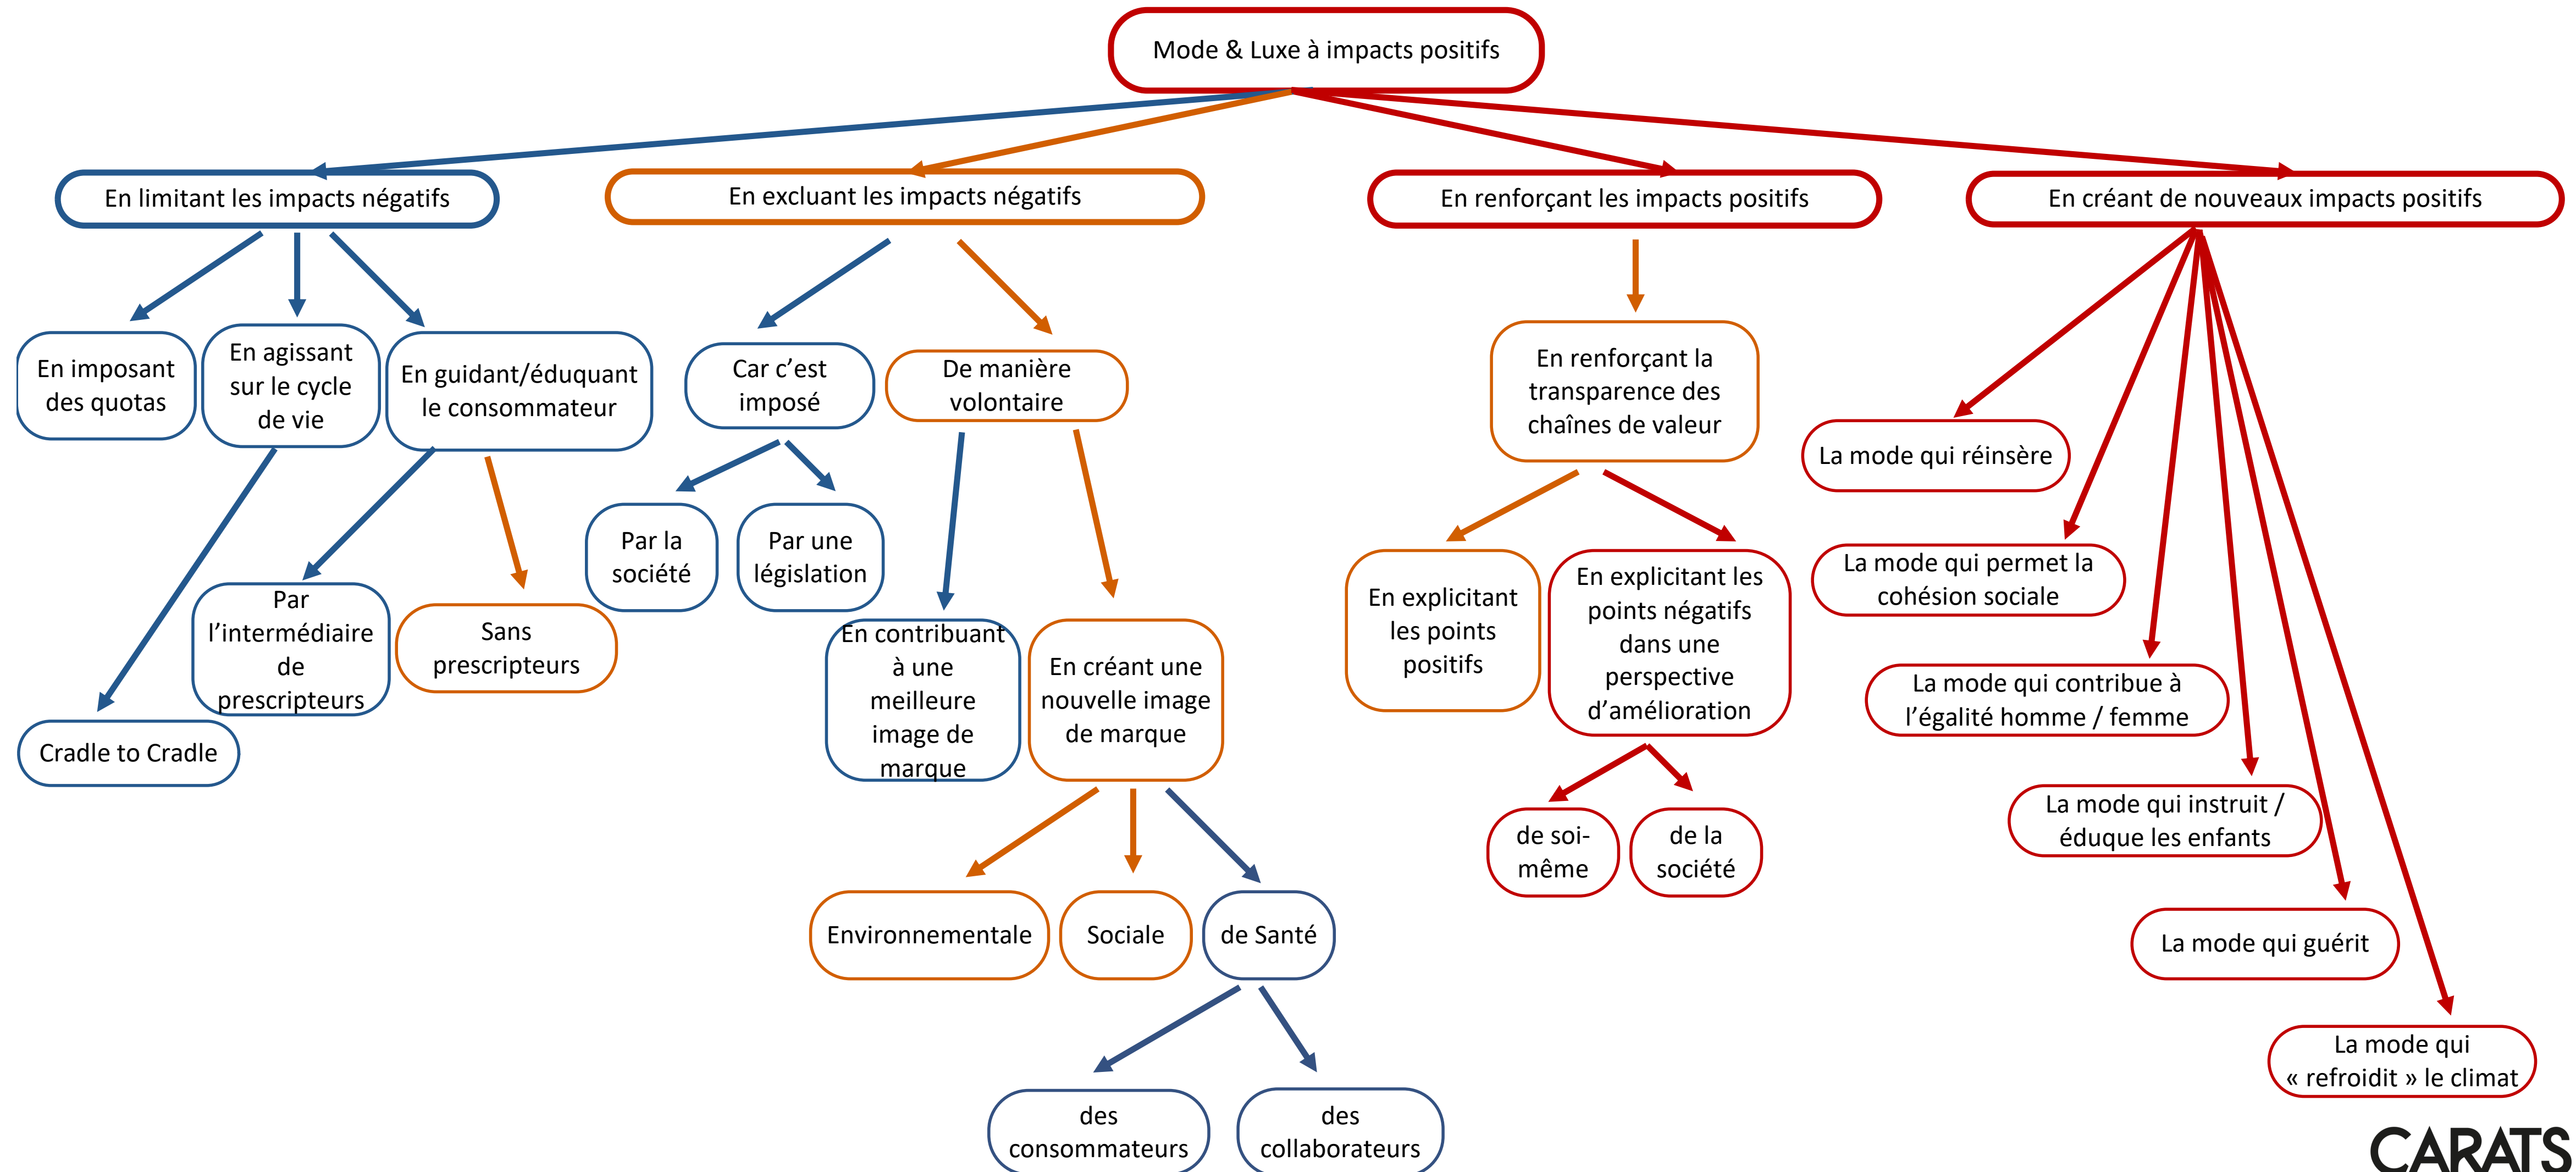 Mode & Luxe à impacts positifs
En limitant les impacts négatifs
En excluant les impacts négatifs
En renforçant les impacts positifs
En créant de nouveaux impacts positifs
En imposant
des quotas
En agissant
sur le cycle
de vie
En guidant/éduquant
le consommateur
Car c’est
imposé
De manière
volontaire
En renforçant la
transparence des
chaînes de valeur
La mode qui réinsère
Par
l’intermédiaire
de
prescripteurs
Sans
prescripteurs
Par la
société
Par une
législation
En contribuant
à une
meilleure
image de
marque
En créant une
nouvelle image
de marque
En explicitant
les points
positifs
En explicitant les
points négatifs
dans une
perspective
d’amélioration
La mode qui permet la
cohésion sociale
La mode qui contribue à
l’égalité homme / femme
Cradle to Cradle
La mode qui instruit /
éduque les enfants
de soi-
même
de la
société
Environnementale
Sociale
de Santé
La mode qui guérit
La mode qui
« refroidit » le climat
des
consommateurs
des
collaborateurs
CARATS